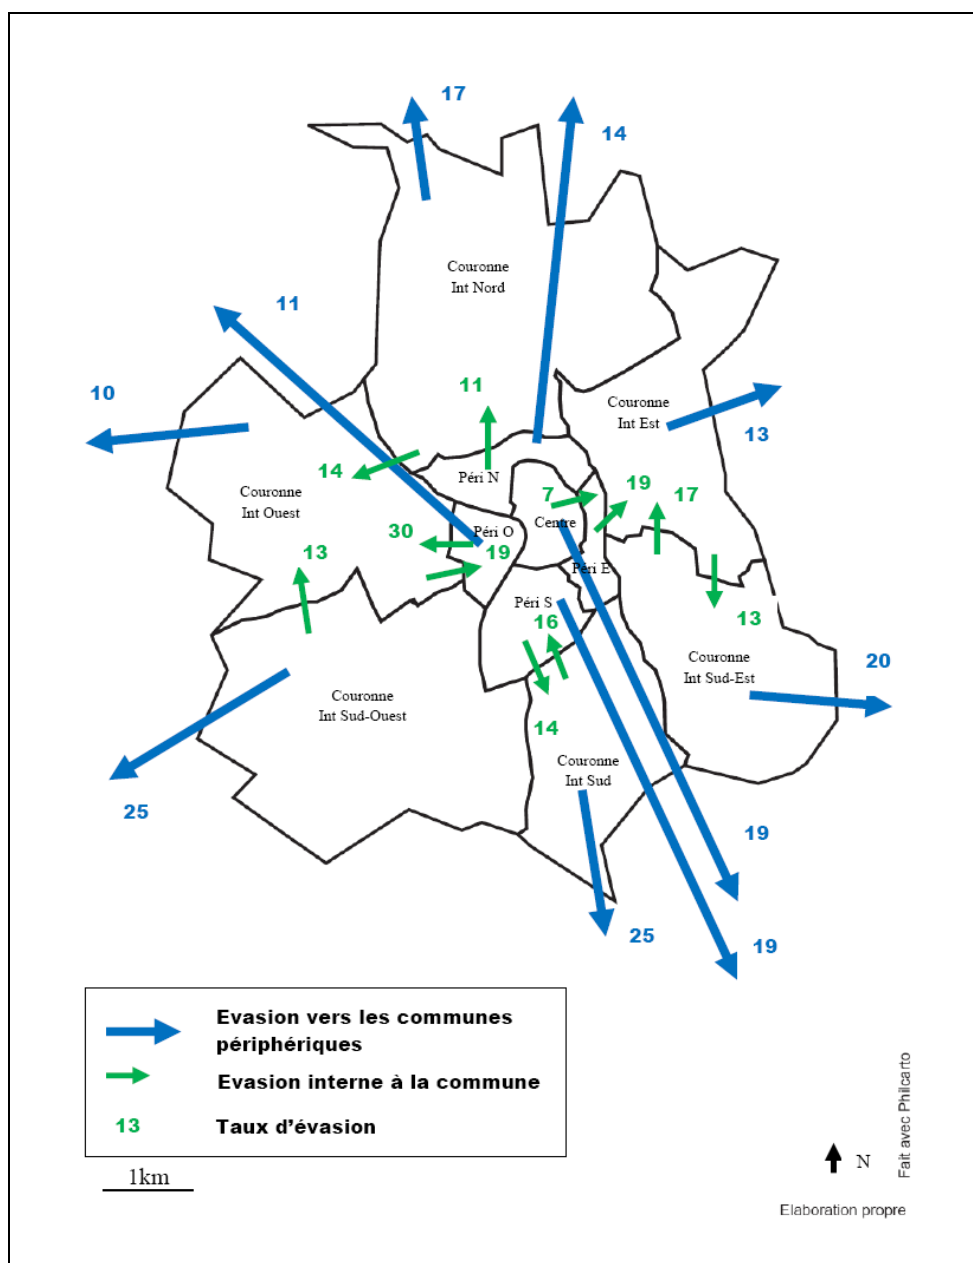 17
14
Couronne
Int Nord
11
10
11
Couronne
Int Est
13
14
Péri N
Couronne
Int Ouest
7
19
17
Centre
30
Péri O
19
13
Péri E
Péri S
16
13
Couronne
Int Sud-Est
20
Couronne
Int Sud-Ouest
14
Couronne
Int Sud
25
19
25
19
Evasion vers les communes
périphériques
Evasion interne à la commune
13
Taux d'évasion
1km
N
Fait avec Philcarto
Elaboration propre